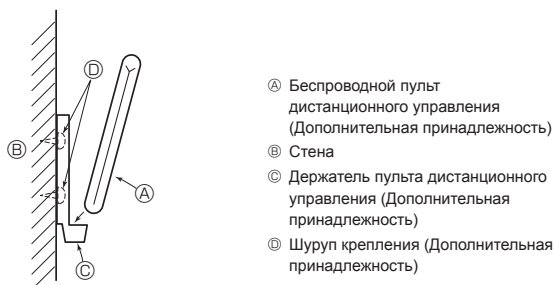 Ⓓ
Ⓑ
Ⓐ
Ⓒ
Ⓐ Беспроводной пульт
дистанционного управления
(Дополнительная принадлежность)
Ⓑ Стена
Ⓒ Держатель пульта дистанционного
управления (Дополнительная
принадлежность)
Ⓓ Шуруп крепления (Дополнительная
принадлежность)